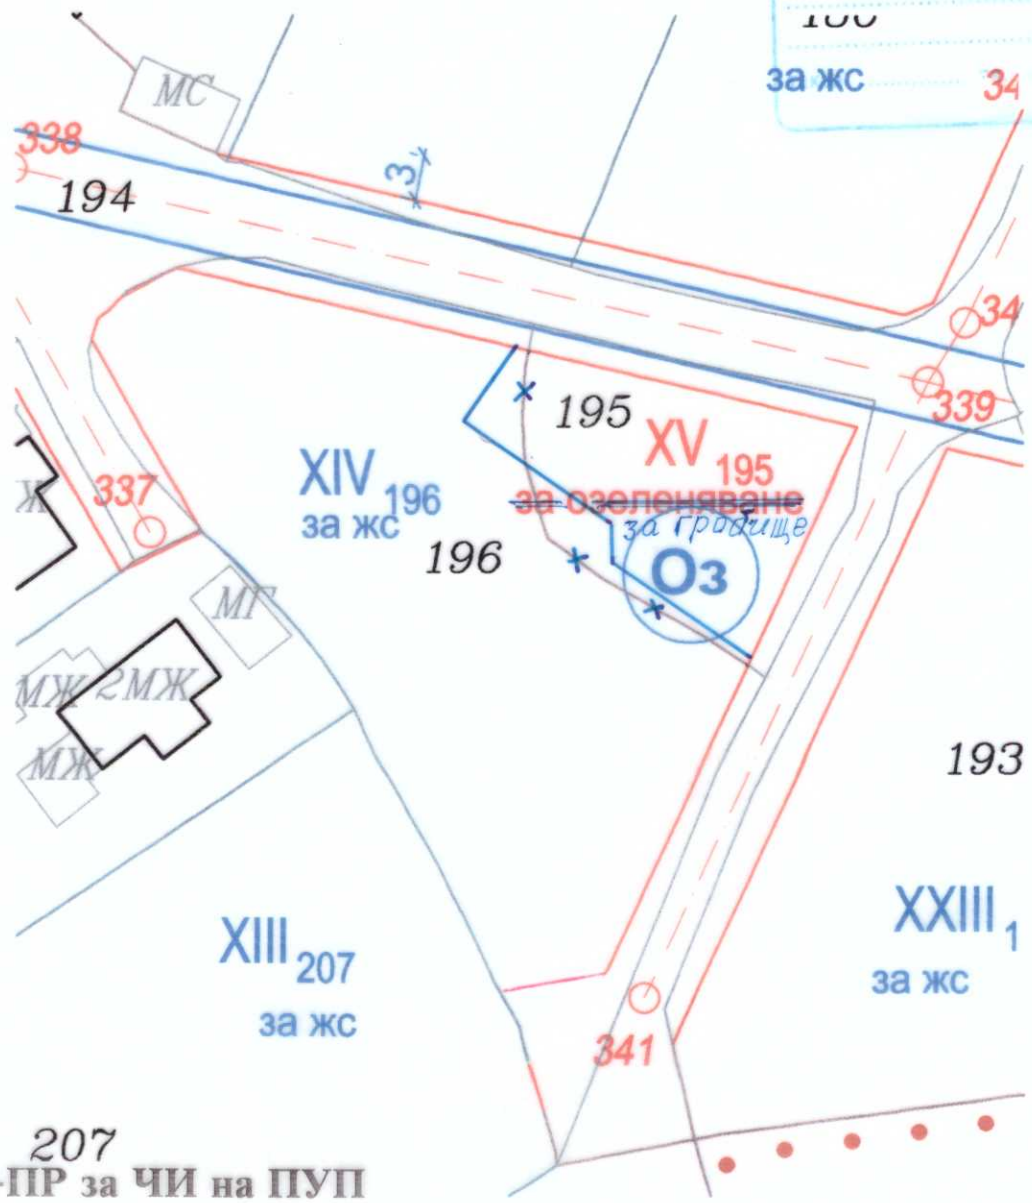 за жс
34
МС
338
3
194
34
339
195
XV 195
за озеленяване
за гробище
XIV 196
за жс
196
Оз
337
Ж
МГ
МЖ
2МЖ
МЖ
193
XIII 207
за жс
XXIII 1
за жс
341
207
-ПР за ЧИ на ПУП